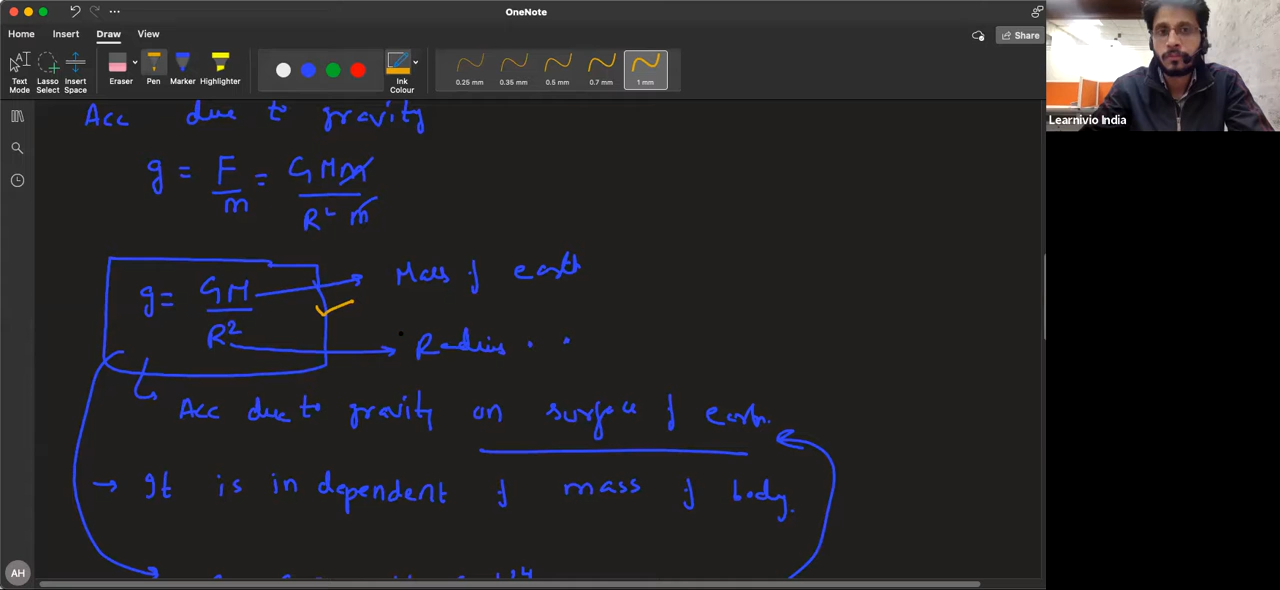 OneNote
Home Insert Draw View
Share
Text Mode
Lasso Select
Insert Space
Eraser
Pen
Marker
Highlighter
Ink Colour
0.25 mm
0.35 mm
0.5 mm
0.7 mm
1 mm
Learnivio India
Acc due to gravity
g = F/m = GMm/R² m
g = GM/R²
Mass of earth
Radius . .
Acc due to gravity on surface of earth.
→ It is independent of mass of body.
AH